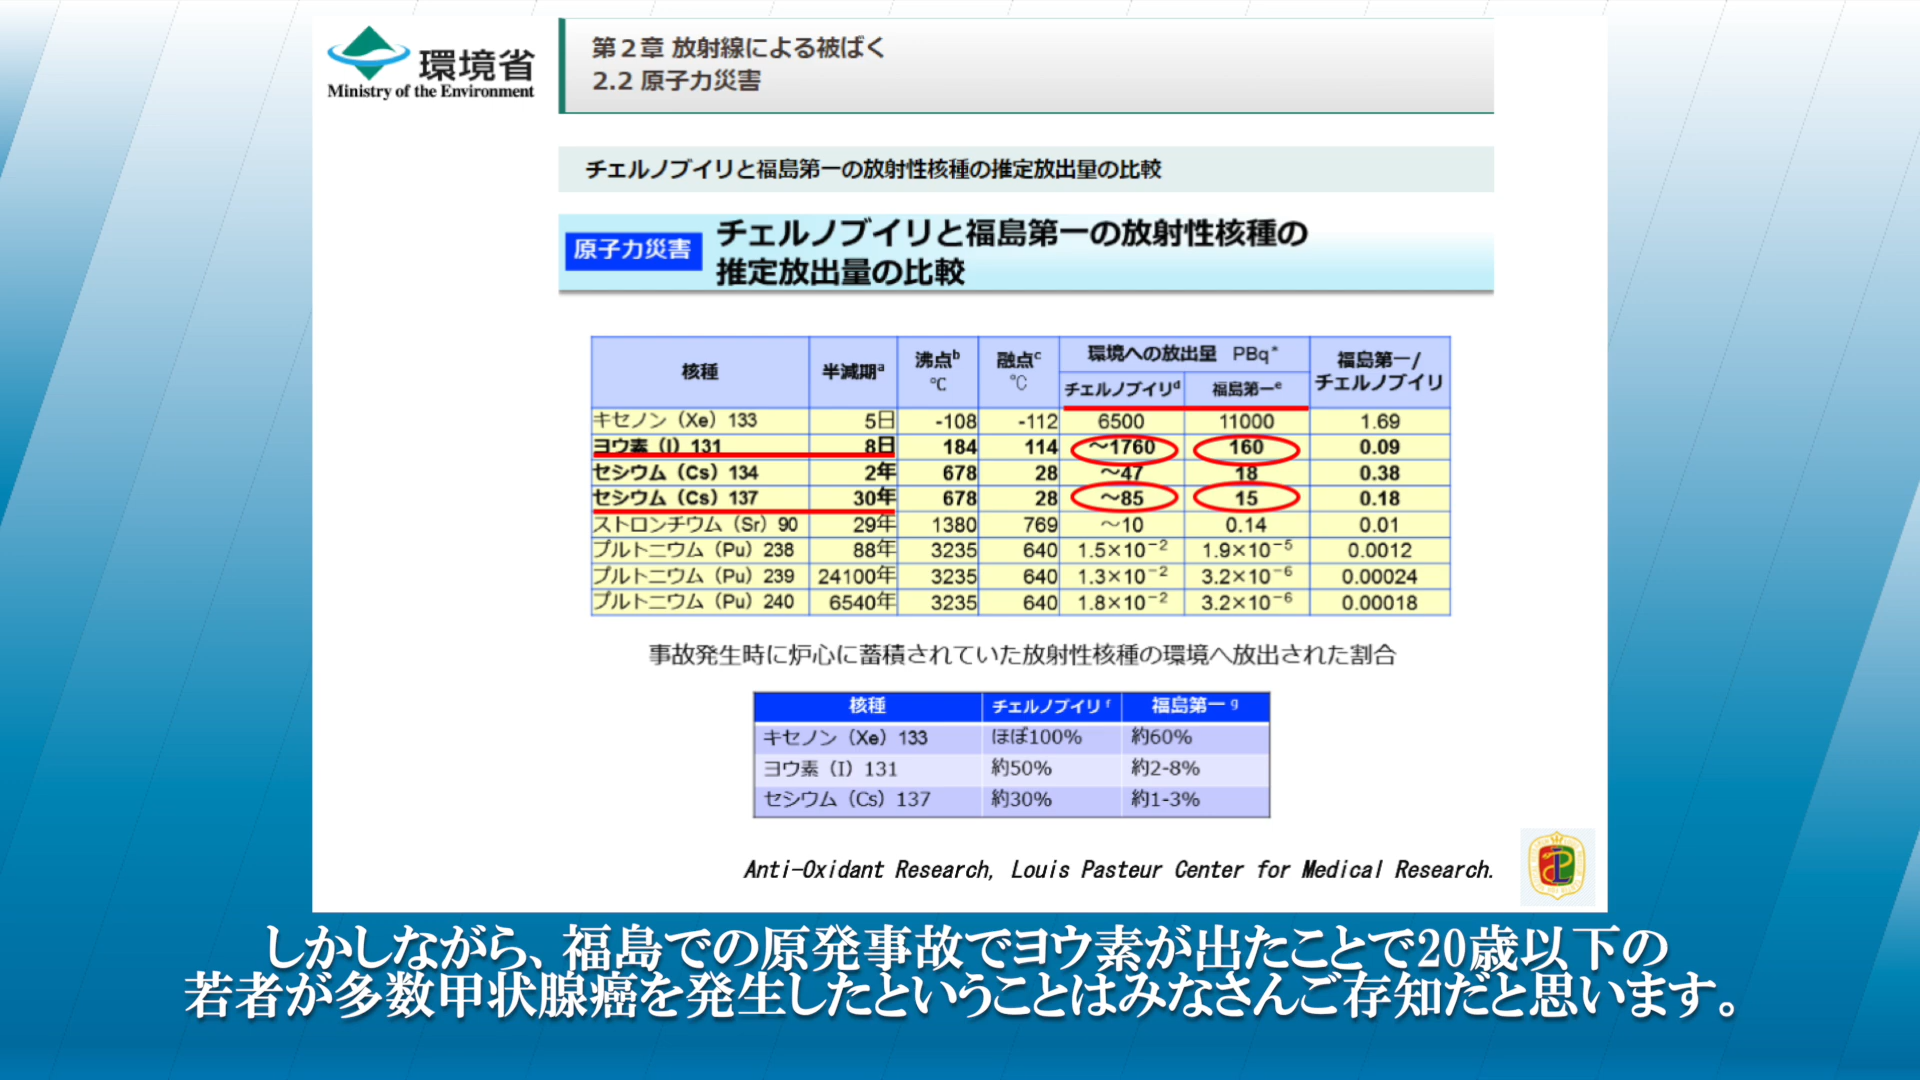 環境省
Ministry of the Environment
第2章 放射線による被ばく
2.2 原子力災害
チェルノブイリと福島第一の放射性核種の推定放出量の比較
原子力災害
チェルノブイリと福島第一の放射性核種の
推定放出量の比較
核種 半減期a 沸点b ℃ 融点c ℃ 環境への放出量 PBq* 福島第一/チェルノブイリ
チェルノブイリd 福島第一e
キセノン（Xe）133 5日 -108 -112 6500 11000 1.69
ヨウ素（I）131 8日 184 114 ～1760 160 0.09
セシウム（Cs）134 2年 678 28 ～47 18 0.38
セシウム（Cs）137 30年 678 28 ～85 15 0.18
ストロンチウム（Sr）90 29年 1380 769 ～10 0.14 0.01
プルトニウム（Pu）238 88年 3235 640 1.5×10⁻² 1.9×10⁻⁵ 0.0012
プルトニウム（Pu）239 24100年 3235 640 1.3×10⁻² 3.2×10⁻⁶ 0.00024
プルトニウム（Pu）240 6540年 3235 640 1.8×10⁻² 3.2×10⁻⁶ 0.00018
事故発生時に炉心に蓄積されていた放射性核種の環境へ放出された割合
核種 チェルノブイリf 福島第一g
キセノン（Xe）133 ほぼ100% 約60%
ヨウ素（I）131 約50% 約2-8%
セシウム（Cs）137 約30% 約1-3%
Anti-Oxidant Research, Louis Pasteur Center for Medical Research.
しかしながら、福島での原発事故でヨウ素が出たことで20歳以下の
若者が多数甲状腺癌を発生したということはみなさんご存知だと思います。